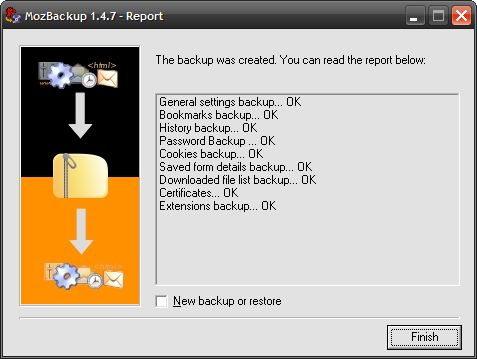 MozBackup 1.4.7 - Report
<html>
The backup was created. You can read the report below:
General settings backup... OK
Bookmarks backup... OK
History backup... OK
Password Backup ... OK
Cookies backup... OK
Saved form details backup... OK
Downloaded file list backup... OK
Certificates... OK
Extensions backup... OK
<html>
New backup or restore
Finish